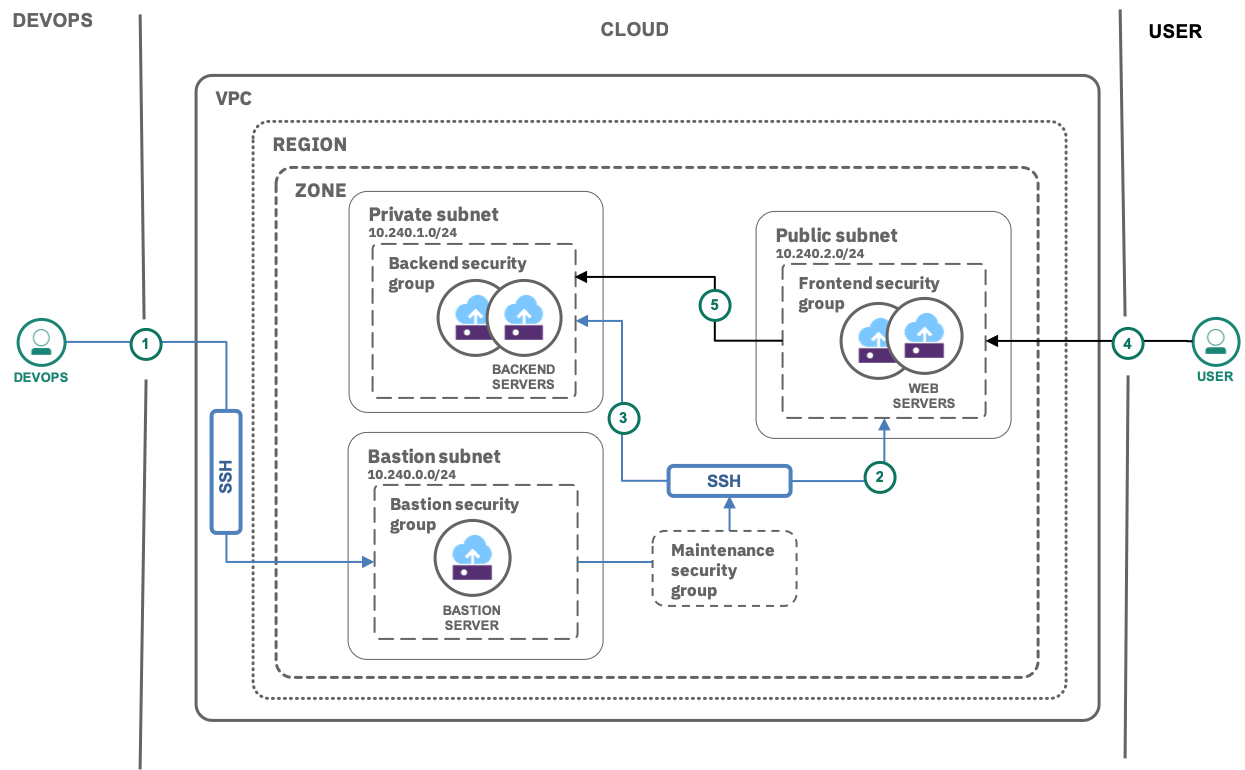 DEVOPS
CLOUD
USER
VPC
REGION
ZONE
Private subnet
10.240.1.0/24
Backend security
group
BACKEND
SERVERS
Public subnet
10.240.2.0/24
Frontend security
group
WEB
SERVERS
5
1
DEVOPS
4
USER
3
SSH
Bastion subnet
10.240.0.0/24
Bastion security
group
BASTION
SERVER
SSH
2
Maintenance
security
group